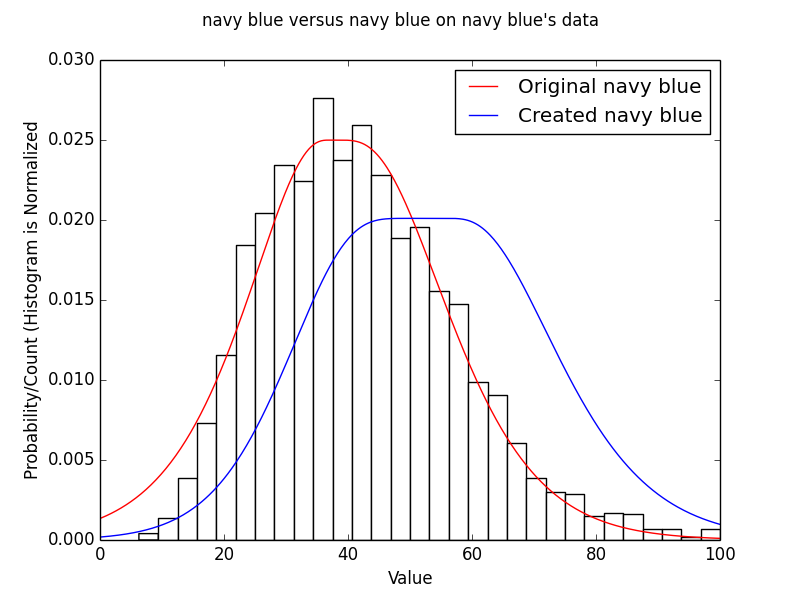 navy blue versus navy blue on navy blue's data
Original navy blue
Created navy blue
Probability/Count (Histogram is Normalized
0.030
0.025
0.020
0.015
0.010
0.005
0.000
0 20 40 60 80 100
Value